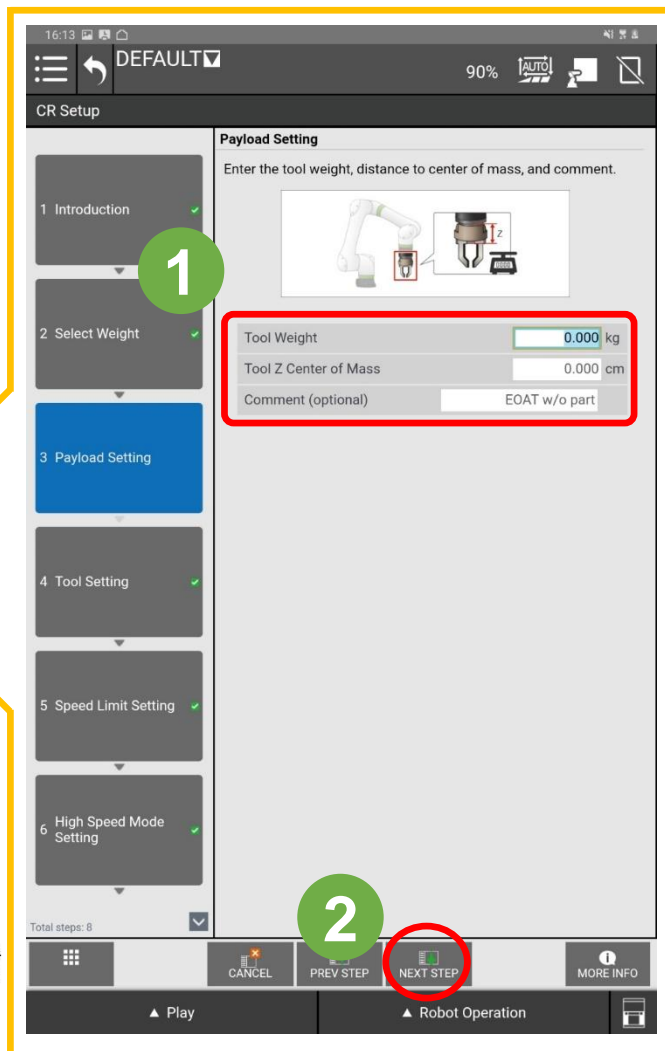 16:13
DEFAULT
90%
AUTO
CR Setup
Payload Setting
Enter the tool weight, distance to center of mass, and comment.
Z
1 Introduction
1
2 Select Weight
Tool Weight 0.000 kg
Tool Z Center of Mass 0.000 cm
Comment (optional) EOAT w/o part
3 Payload Setting
4 Tool Setting
5 Speed Limit Setting
6 High Speed Mode
Setting
Total steps: 8
2
CANCEL PREV STEP NEXT STEP MORE INFO
Play Robot Operation